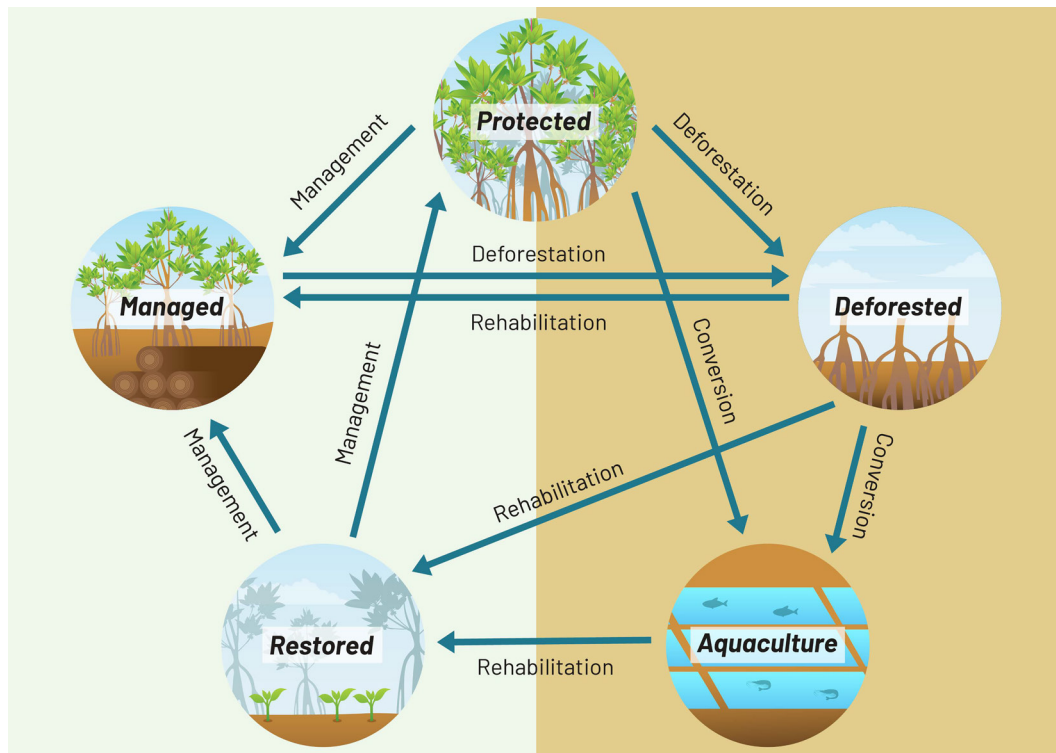 Protected
Management
Deforestation
Deforestation
Managed
Deforested
Rehabilitation
Conversion
Management
Management
Rehabilitation
Conversion
Restored
Aquaculture
Rehabilitation